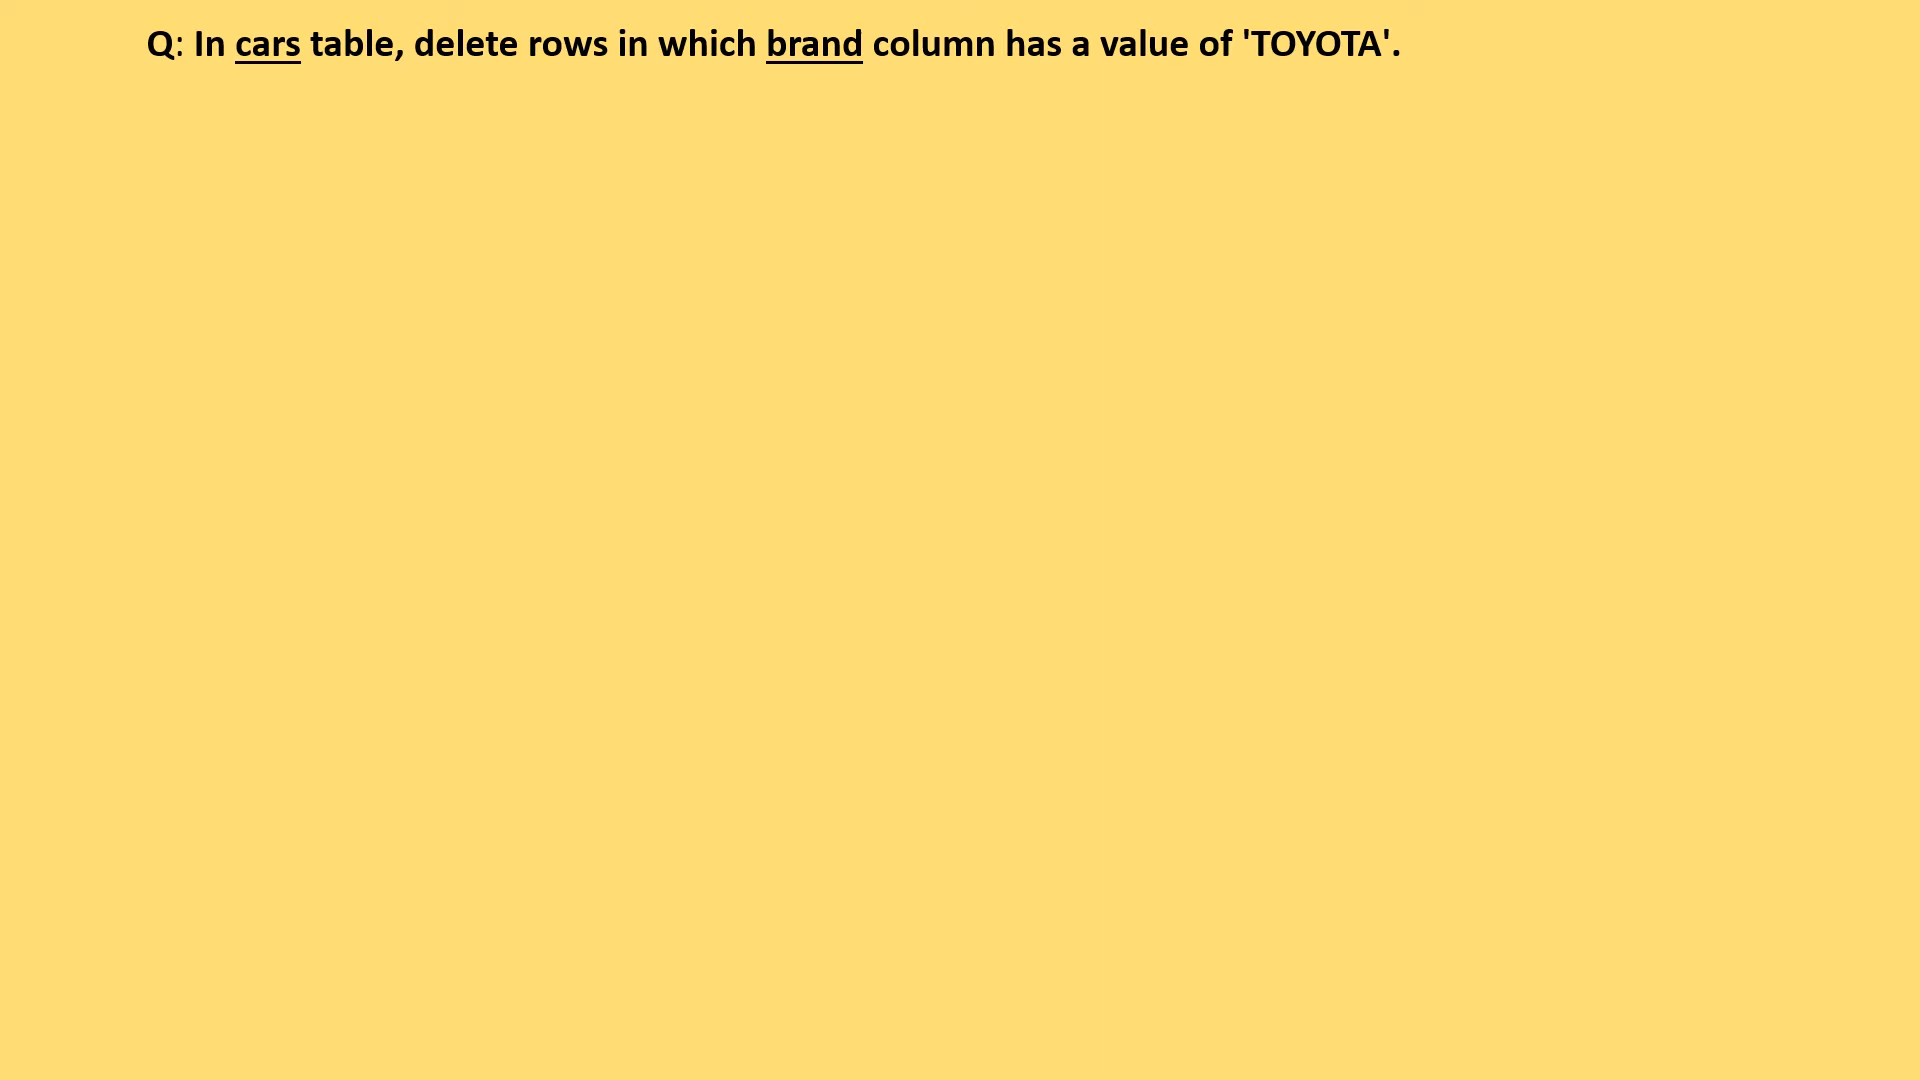 Q: In cars table, delete rows in which brand column has a value of 'TOYOTA'.